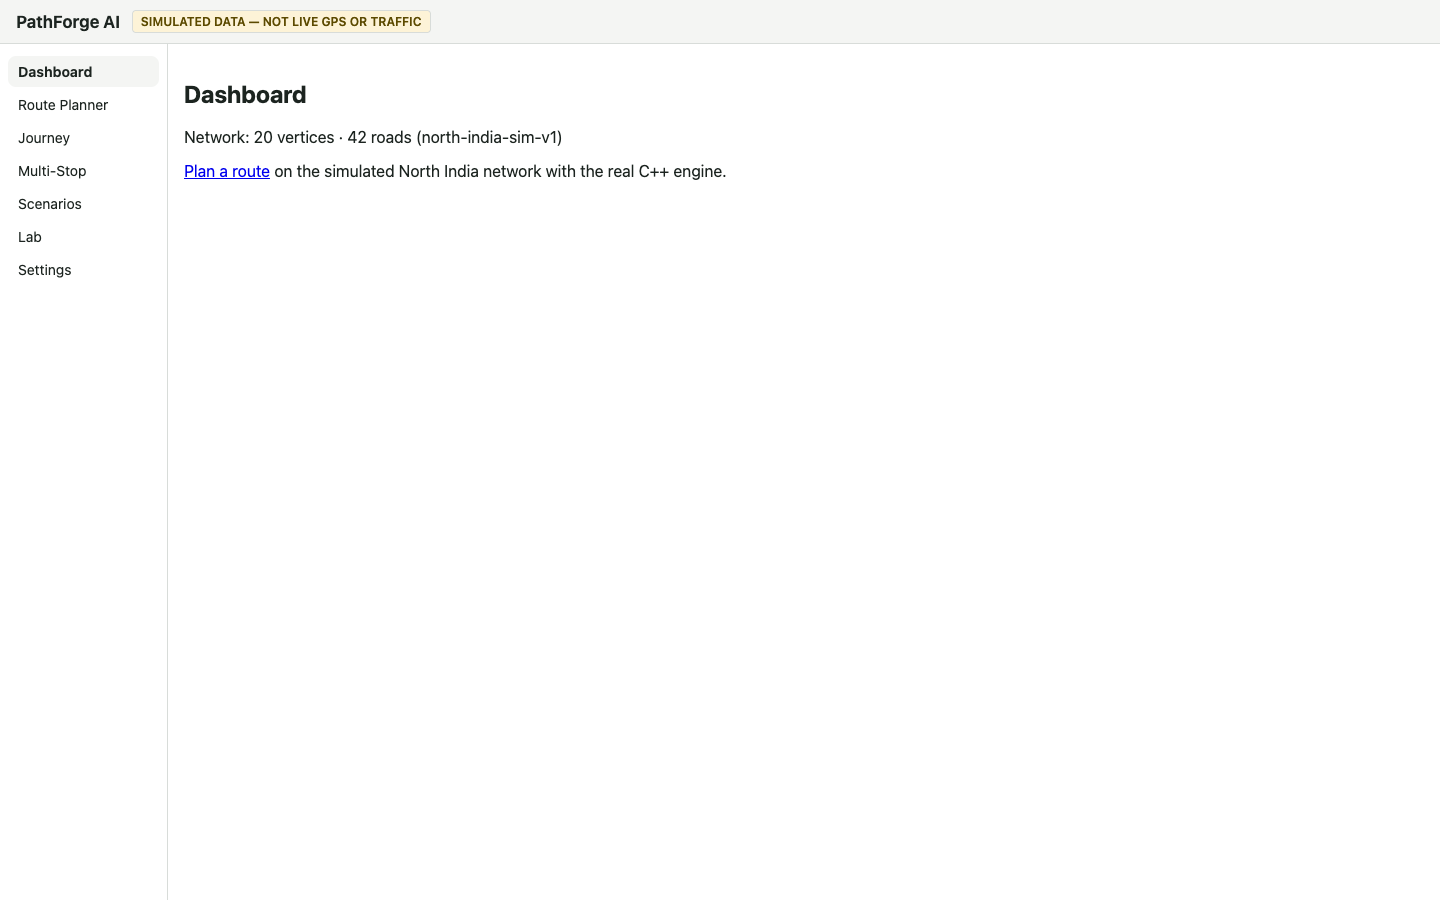 PathForge AI
SIMULATED DATA — NOT LIVE GPS OR TRAFFIC
Dashboard
Route Planner
Journey
Multi-Stop
Scenarios
Lab
Settings
Dashboard
Network: 20 vertices · 42 roads (north-india-sim-v1)
Plan a route on the simulated North India network with the real C++ engine.